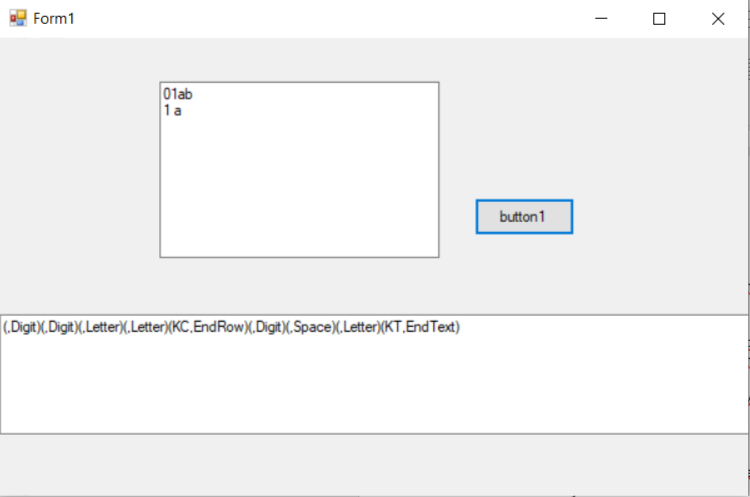 Form1
01ab
1 a
button1
(,Digit)(,Digit)(,Letter)(,Letter)(KC,EndRow)(,Digit)(,Space)(,Letter)(KT,EndText)